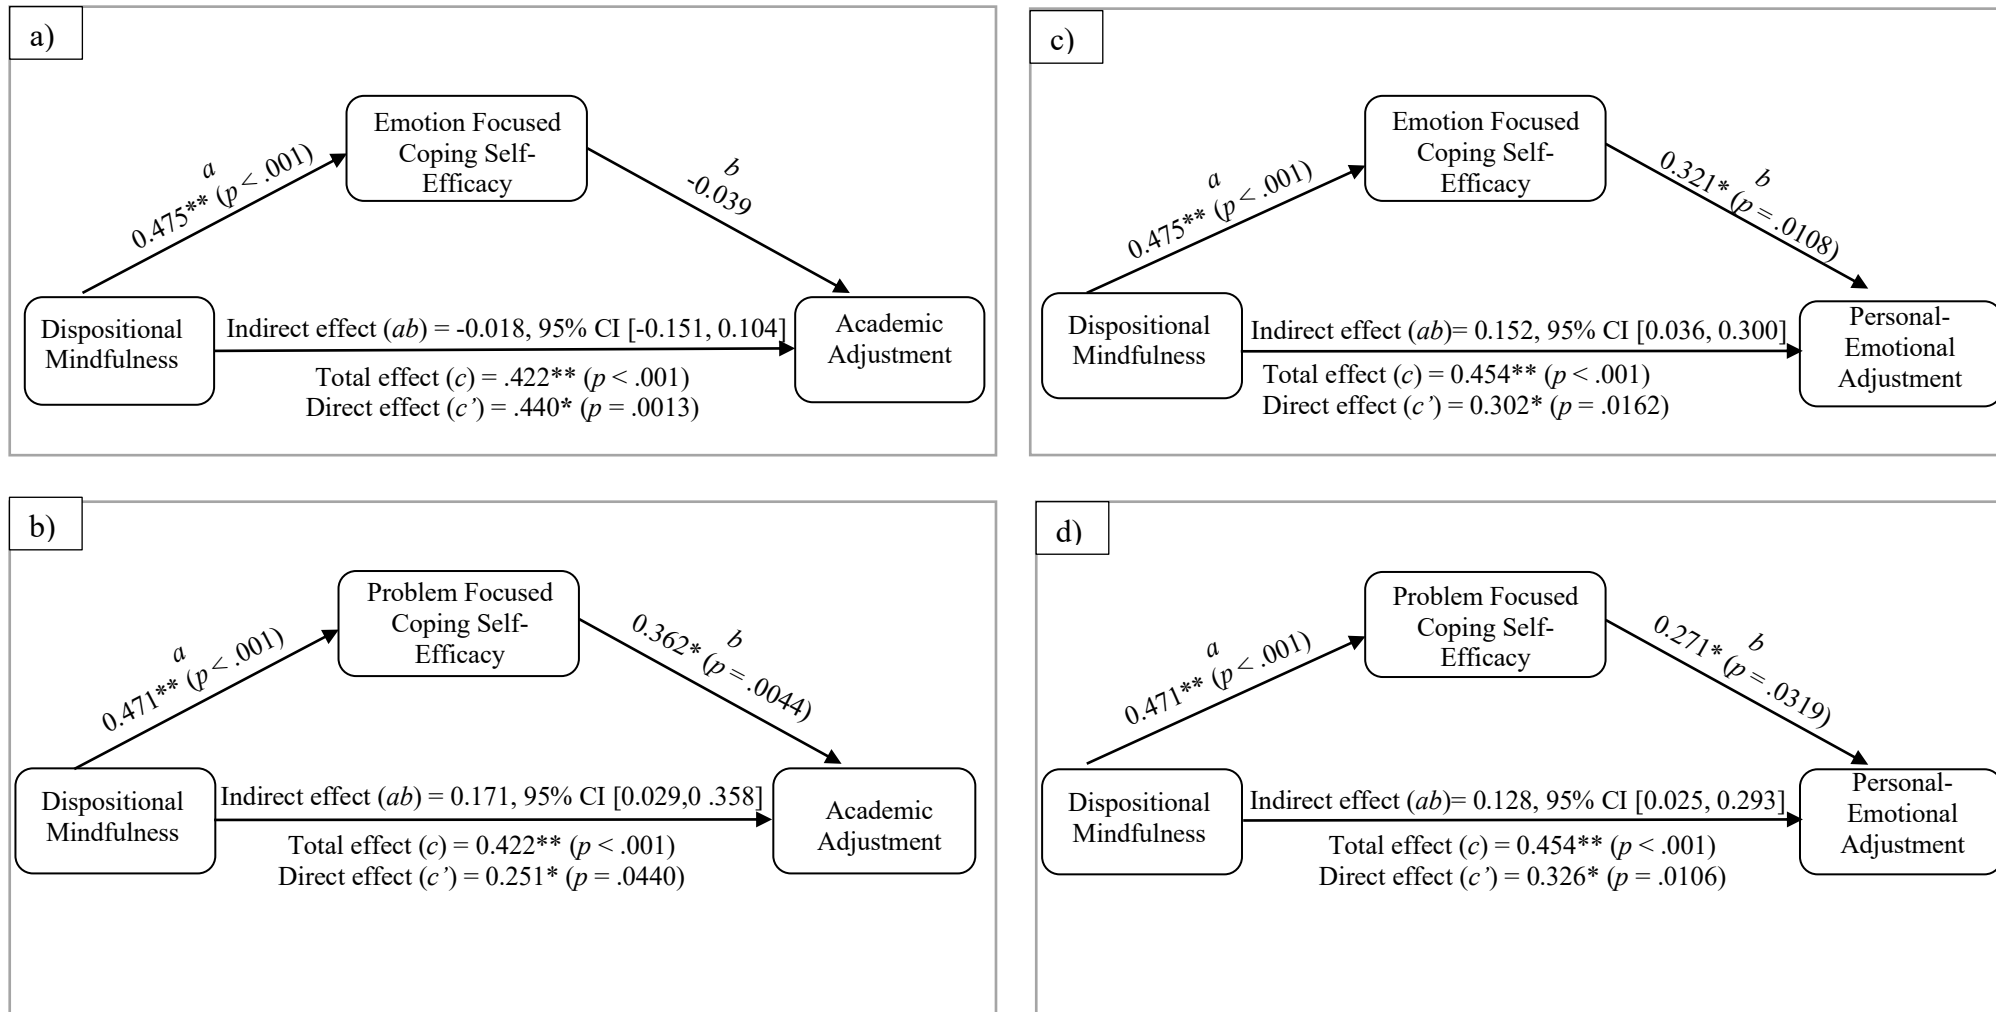 a)
Emotion Focused
Coping Self-
Efficacy
a
0.475** (p < .001)
b
-0.039
Dispositional
Mindfulness
Indirect effect (ab) = -0.018, 95% CI [-0.151, 0.104]
Total effect (c) = .422** (p < .001)
Direct effect (c’) = .440* (p = .0013)
Academic
Adjustment
c)
Emotion Focused
Coping Self-
Efficacy
a
0.475** (p < .001)
b
0.321* (p = .0108)
Dispositional
Mindfulness
Indirect effect (ab)= 0.152, 95% CI [0.036, 0.300]
Total effect (c) = 0.454** (p < .001)
Direct effect (c’) = 0.302* (p = .0162)
Personal-
Emotional
Adjustment
b)
Problem Focused
Coping Self-
Efficacy
a
0.471** (p < .001)
b
0.362* (p = .0044)
Dispositional
Mindfulness
Indirect effect (ab) = 0.171, 95% CI [0.029,0 .358]
Total effect (c) = 0.422** (p < .001)
Direct effect (c’) = 0.251* (p = .0440)
Academic
Adjustment
d)
Problem Focused
Coping Self-
Efficacy
a
0.471** (p < .001)
b
0.271* (p = .0319)
Dispositional
Mindfulness
Indirect effect (ab)= 0.128, 95% CI [0.025, 0.293]
Total effect (c) = 0.454** (p < .001)
Direct effect (c’) = 0.326* (p = .0106)
Personal-
Emotional
Adjustment